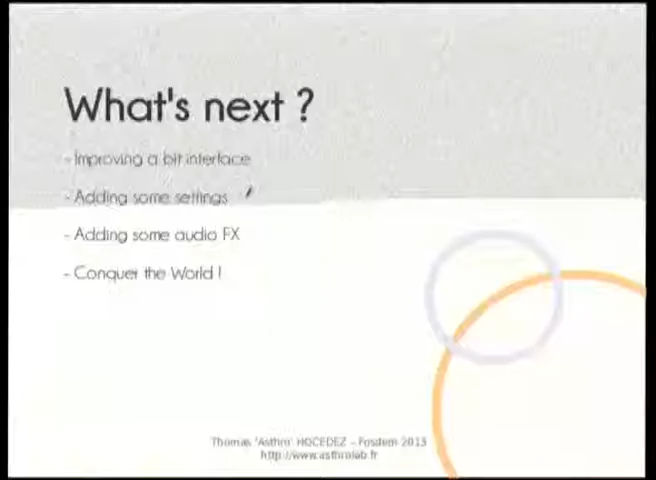 What's next ?
- Improving a bit interface
- Adding some settings
- Adding some audio FX
- Conquer the World !
Thomas 'Asthro' HOCEDEZ - Fosdem 2013
http://www.asthrolab.fr